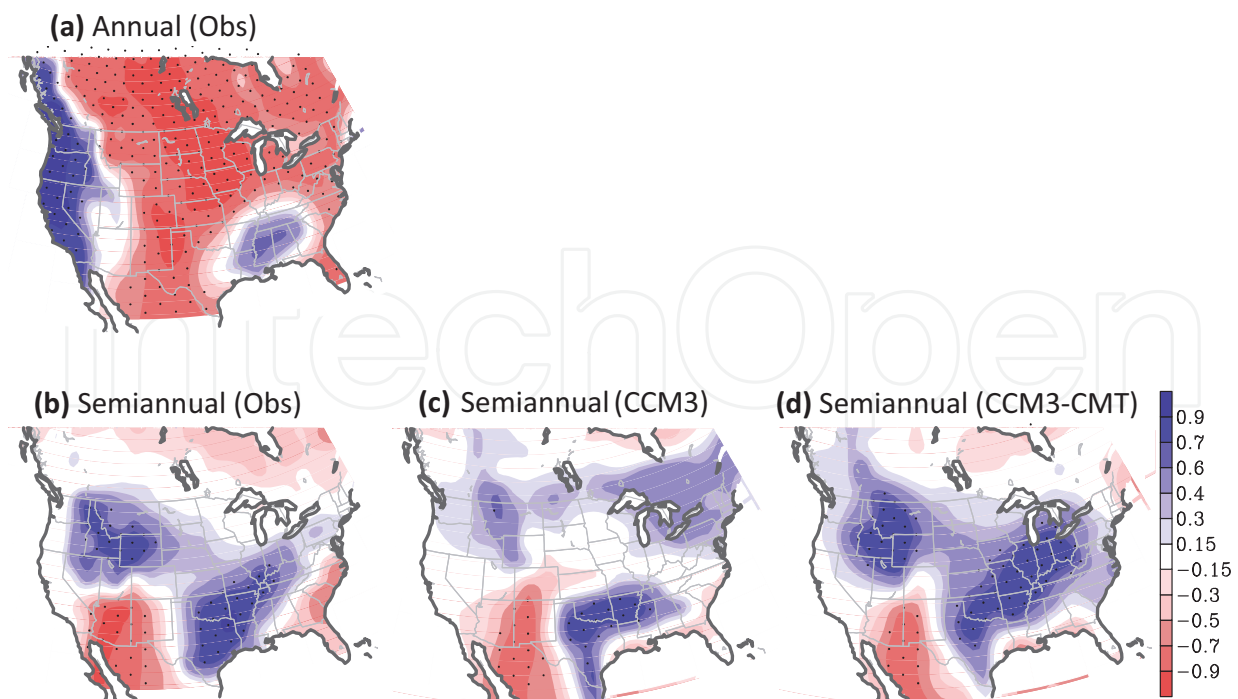 (a) Annual (Obs)
intechOpen
(b) Semiannual (Obs)
(c) Semiannual (CCM3)
(d) Semiannual (CCM3-CMT)
0.9
0.7
0.6
0.4
0.3
0.15
−0.15
−0.3
−0.5
−0.7
−0.9